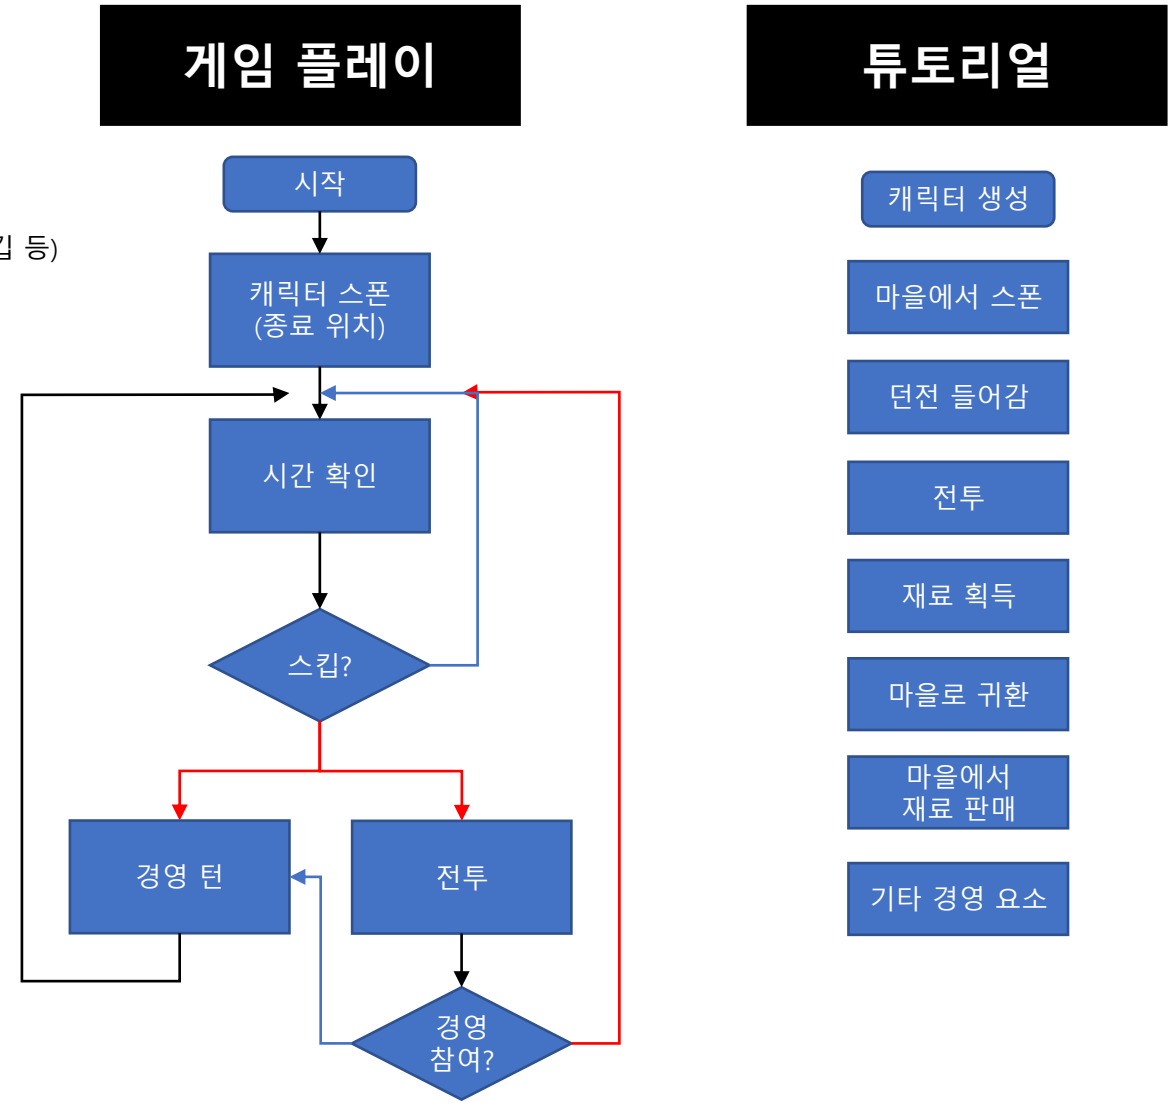 게임 플레이
시작
등)
캐릭터 스폰
(종료 위치)
시간 확인
스킵?
경영 턴
전투
경영
참여?
튜토리얼
캐릭터 생성
마을에서 스폰
던전 들어감
전투
재료 획득
마을로 귀환
마을에서
재료 판매
기타 경영 요소